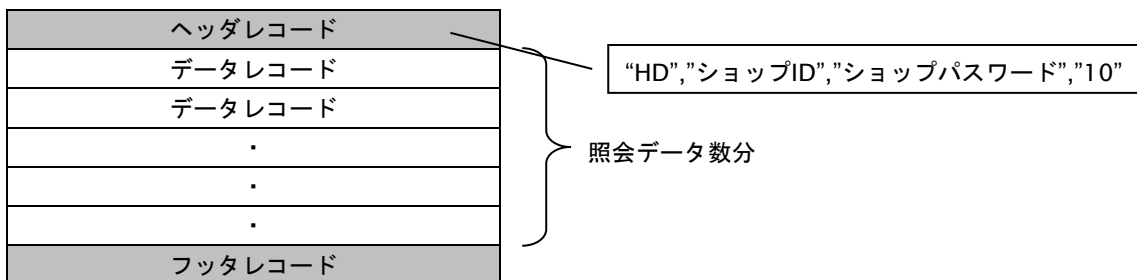 ヘッダレコード
“HD”,”ショップID”,”ショップパスワード”,”10”
データレコード
データレコード
・
・
・
照会データ数分
フッタレコード